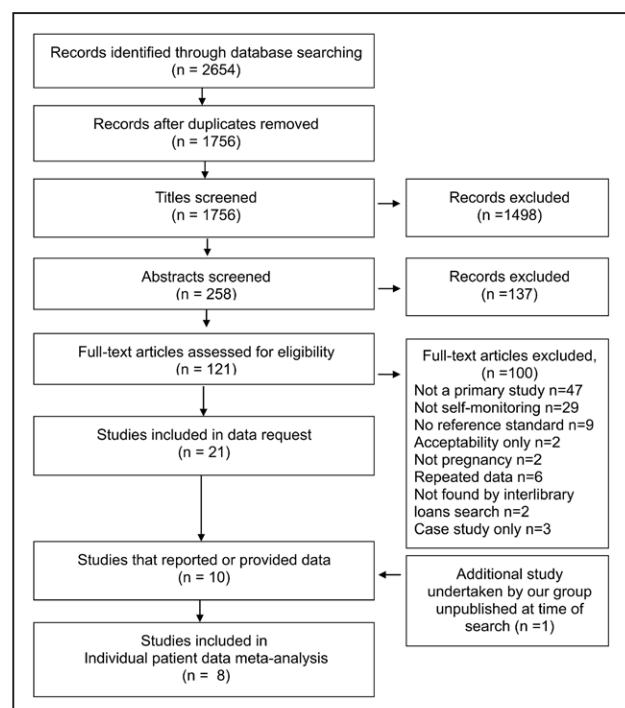 Records identified through database searching
(n = 2654)
Records after duplicates removed
(n = 1756)
Titles screened
(n = 1756)
Records excluded
(n =1498)
Abstracts screened
(n = 258)
Records excluded
(n =137)
Full-text articles assessed for eligibility
(n = 121)
Full-text articles excluded,
(n =100)
Not a primary study n=47
Not self-monitoring n=29
No reference standard n=9
Acceptability only n=2
Not pregnancy n=2
Repeated data n=6
Not found by interlibrary
loans search n=2
Case study only n=3
Studies included in data request
(n = 21)
Studies that reported or provided data
(n = 10)
Additional study
undertaken by our group
unpublished at time of
search (n =1)
Studies included in
Individual patient data meta-analysis
(n = 8)